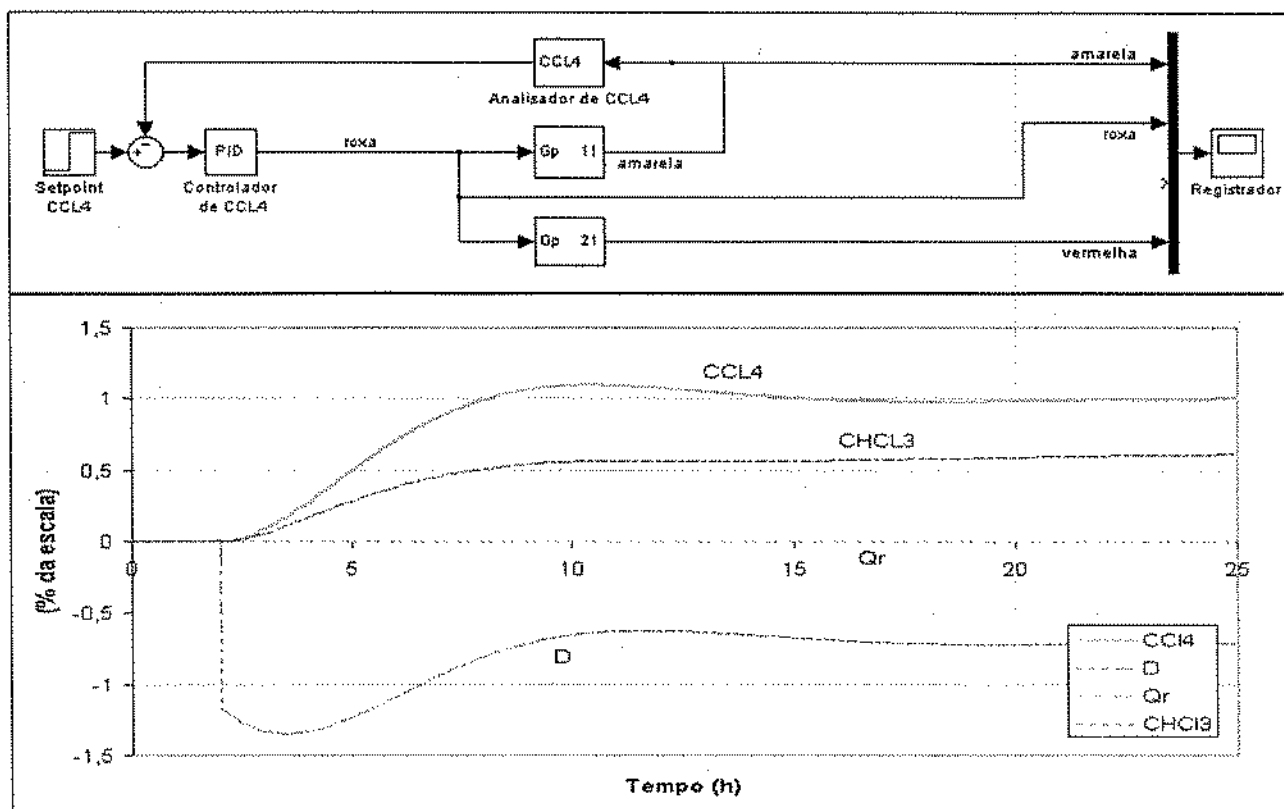 CCL4
Analisador de CCL4
amarela
roxa
Setpoint
CCL4
+
-
PID
Controlador
de CCL4
roxa
Gp 11
amarela
Registrador
Gp 21
vermelha
1,5
1
0,5
0
-0,5
-1
-1,5
(% da escala)
CCL4
CHCL3
Qr
D
0
5
10
15
20
25
CCl4
D
Qr
CHCl3
Tempo (h)